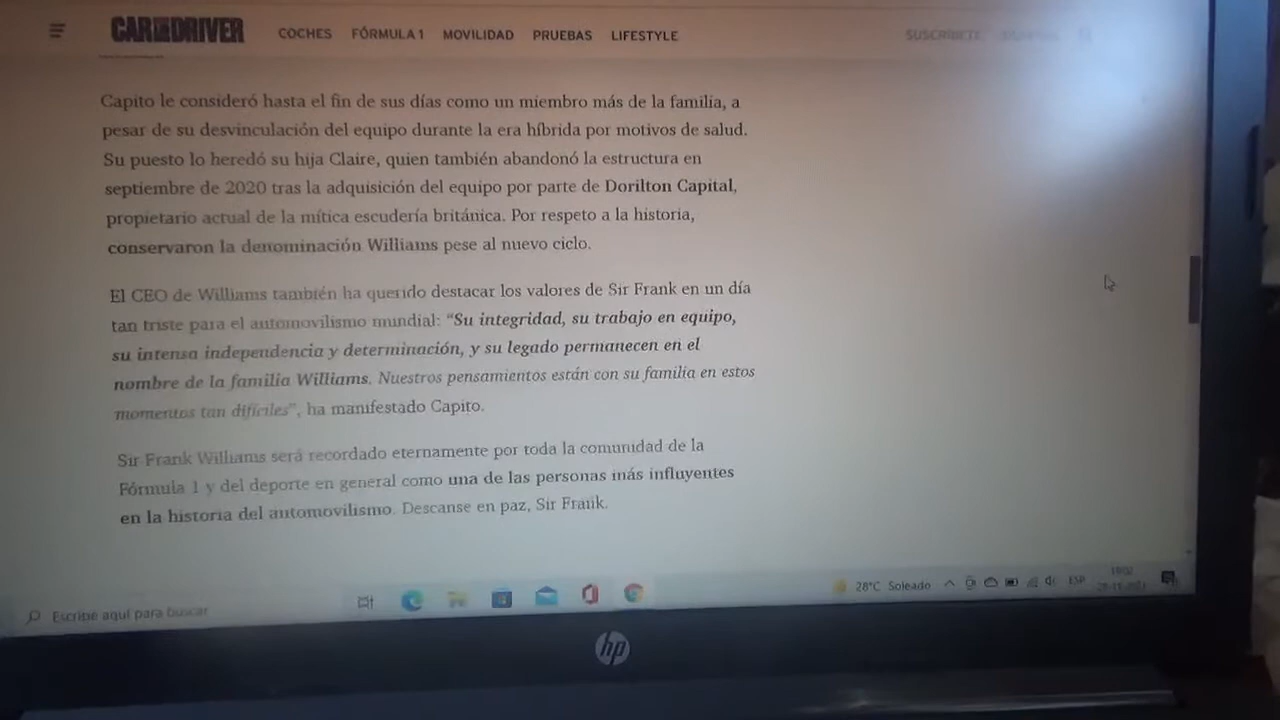 CAR AND DRIVER
COCHES FÓRMULA 1 MOVILIDAD PRUEBAS LIFESTYLE SUSCRÍBETE
Capito le consideró hasta el fin de sus días como un miembro más de la familia, a
pesar de su desvinculación del equipo durante la era híbrida por motivos de salud.
Su puesto lo heredó su hija Claire, quien también abandonó la estructura en
septiembre de 2020 tras la adquisición del equipo por parte de Dorilton Capital,
propietario actual de la mítica escudería británica. Por respeto a la historia,
conservaron la denominación Williams pese al nuevo ciclo.
El CEO de Williams también ha querido destacar los valores de Sir Frank en un día
tan triste para el automovilismo mundial: “Su integridad, su trabajo en equipo,
su intensa independencia y determinación, y su legado permanecen en el
nombre de la familia Williams. Nuestros pensamientos están con su familia en estos
momentos tan difíciles”, ha manifestado Capito.
Sir Frank Williams será recordado eternamente por toda la comunidad de la
Fórmula 1 y del deporte en general como una de las personas más influyentes
en la historia del automovilismo. Descanse en paz, Sir Frank.
Escribe aquí para buscar
28°C Soleado
ESP
hp